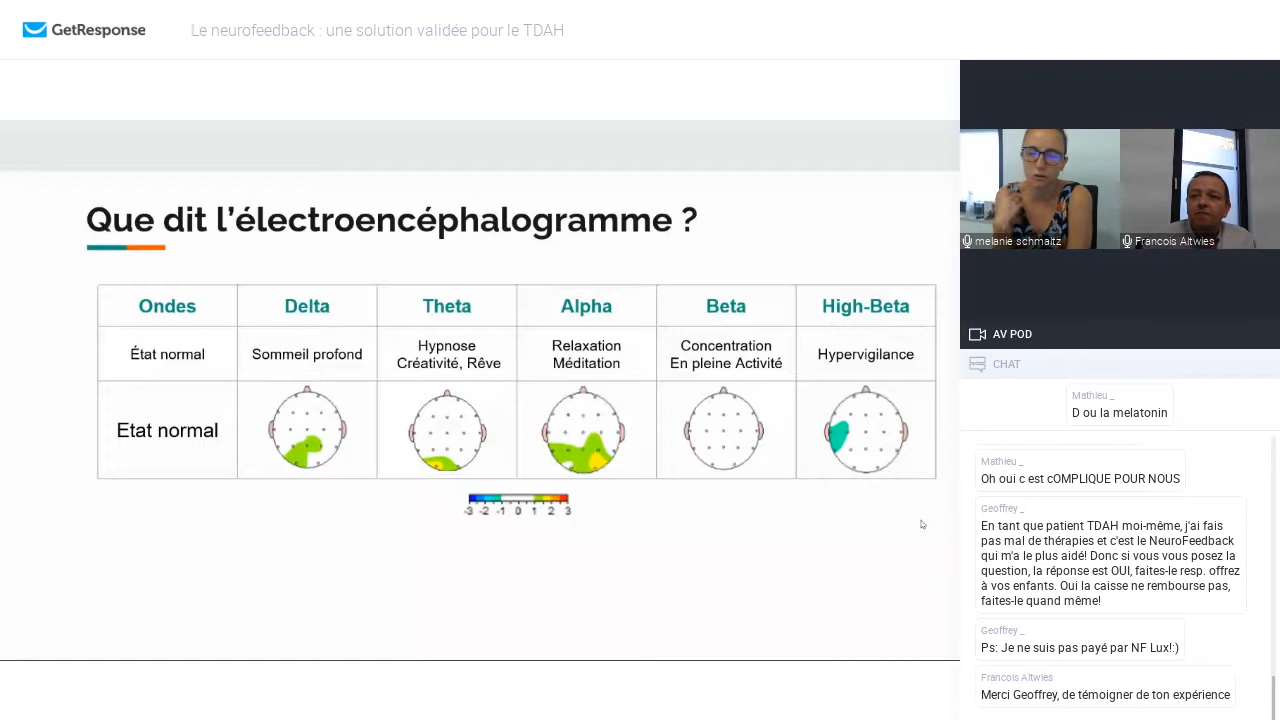 GetResponse
Le neurofeedback : une solution validée pour le TDAH
Que dit l'électroencéphalogramme ?
Ondes Delta Theta Alpha Beta High-Beta
État normal Sommeil profond Hypnose Créativité, Rêve Relaxation Méditation Concentration En pleine Activité Hypervigilance
Etat normal
-3 -2 -1 0 1 2 3
melanie schmaltz
Francois Altwies
AV POD
CHAT
Mathieu _
D ou la melatonin
Mathieu _
Oh oui c est cOMPLIQUE POUR NOUS
Geoffrey _
En tant que patient TDAH moi-même, j'ai fais
pas mal de thérapies et c'est le NeuroFeedback
qui m'a le plus aidé! Donc si vous vous posez la
question, la réponse est OUI, faites-le resp. offrez
à vos enfants. Oui la caisse ne rembourse pas,
faites-le quand même!
Geoffrey _
Ps: Je ne suis pas payé par NF Lux!:)
Francois Altwies
Merci Geoffrey, de témoigner de ton expérience